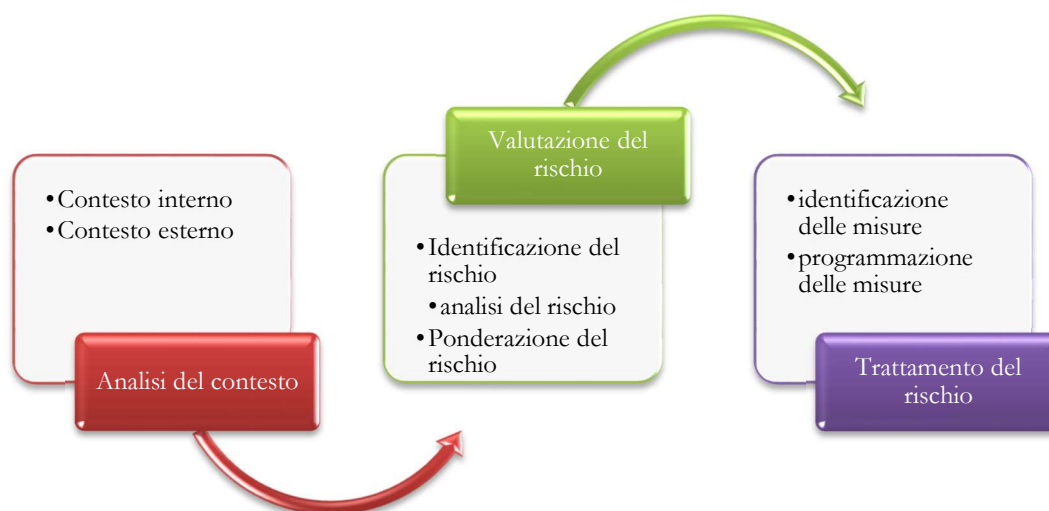 •Contesto interno
•Contesto esterno
Analisi del contesto
Valutazione del
rischio
•Identificazione del
rischio
•analisi del rischio
•Ponderazione del
rischio
•identificazione
delle misure
•programmazione
delle misure
Trattamento del
rischio